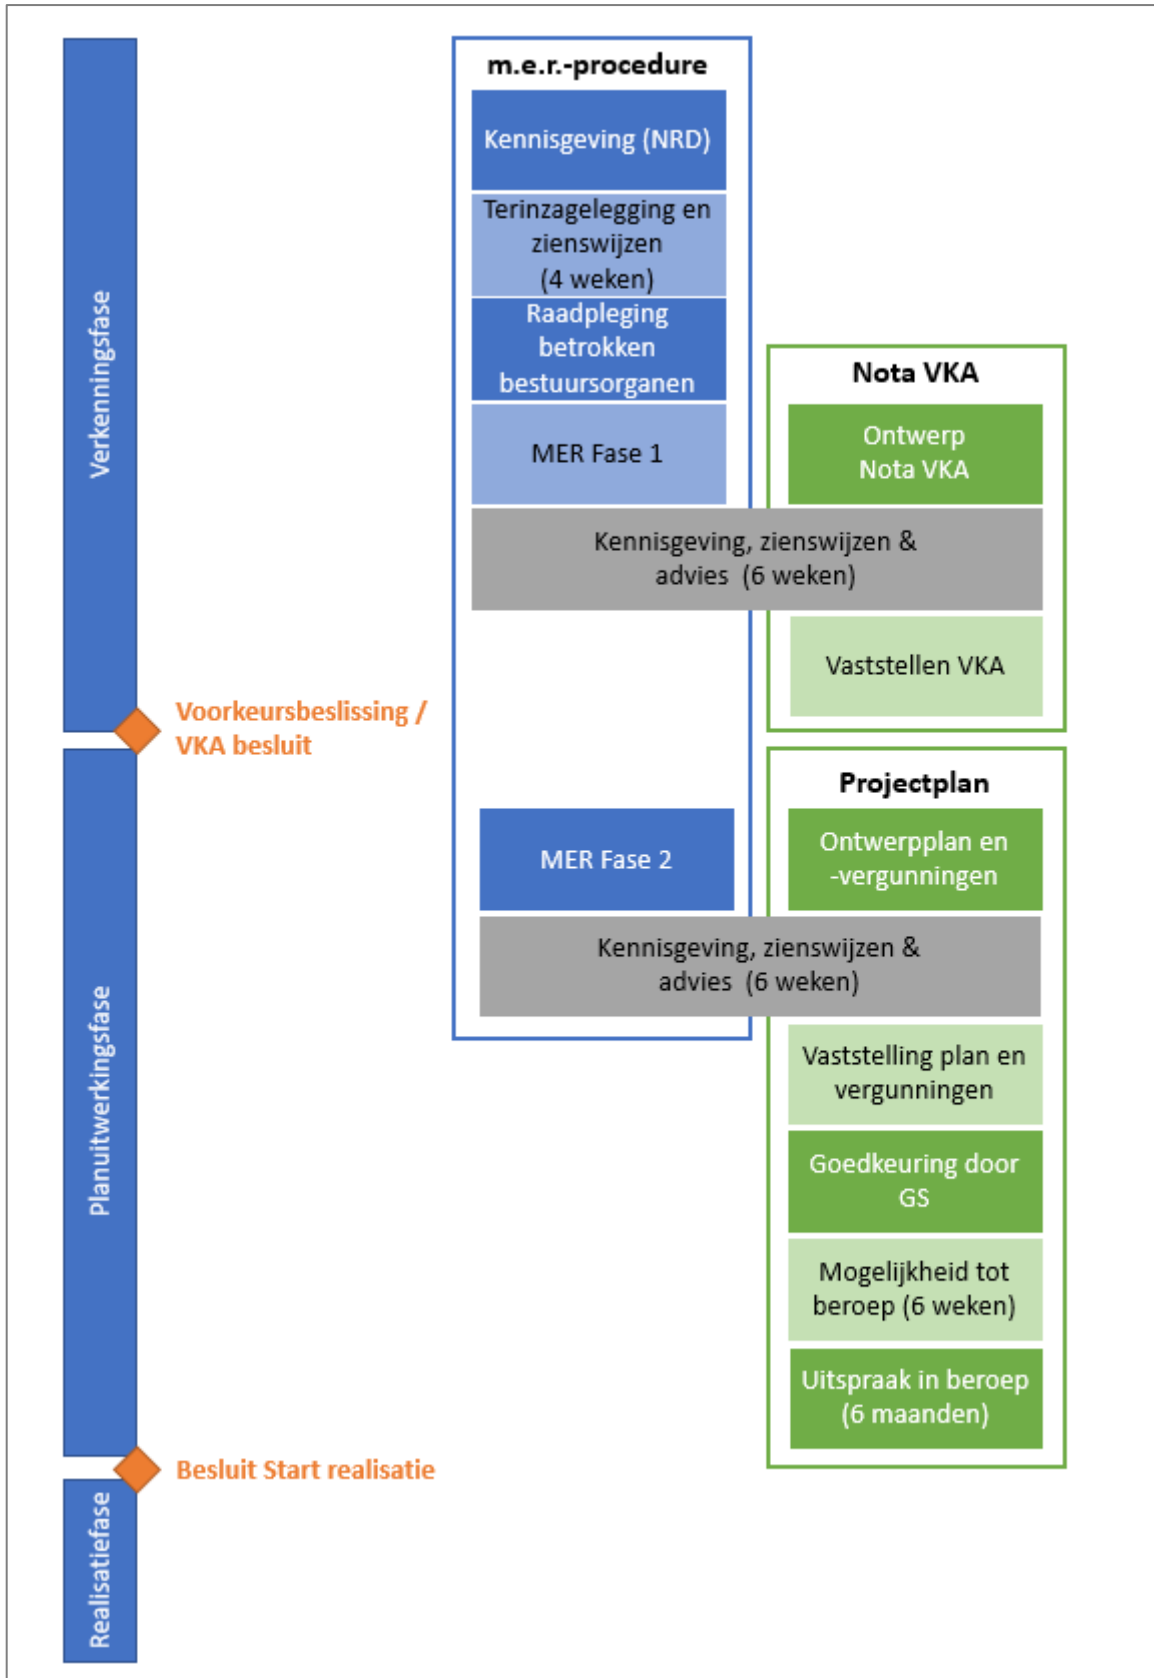 m.e.r.-procedure
Kennisgeving (NRD)
Terinzagelegging en
zienswijzen
(4 weken)
Raadpleging
betrokken
bestuursorganen
MER Fase 1
Nota VKA
Ontwerp
Nota VKA
Kennisgeving, zienswijzen &
advies  (6 weken)
Vaststellen VKA
Verkenningsfase
Voorkeursbeslissing /
VKA besluit
Projectplan
MER Fase 2
Ontwerpplan en
-vergunningen
Kennisgeving, zienswijzen &
advies  (6 weken)
Vaststelling plan en
vergunningen
Goedkeuring door
GS
Mogelijkheid tot
beroep (6 weken)
Uitspraak in beroep
(6 maanden)
Planuitwerkingsfase
Besluit Start realisatie
Realisatiefase